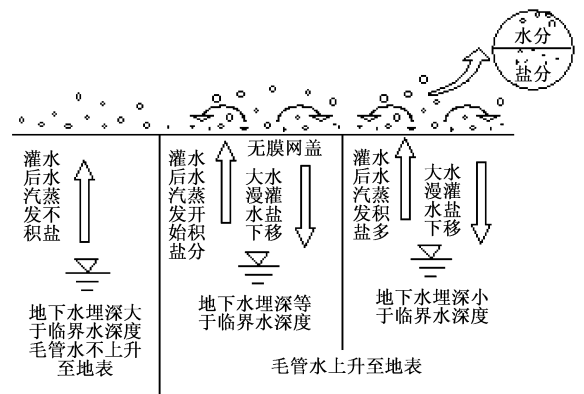 水分
盐分
无膜网盖
灌水
后水
汽蒸
发不
积盐
灌水
后水
汽蒸
发开
始积
盐分
大水
漫灌
水盐
下移
灌水
后水
汽蒸
发积
盐多
大水
漫灌
水盐
下移
地下水埋深大
于临界水深度
毛管水不上升
至地表
地下水埋深等
于临界水深度
地下水埋深小
于临界水深度
毛管水上升至地表